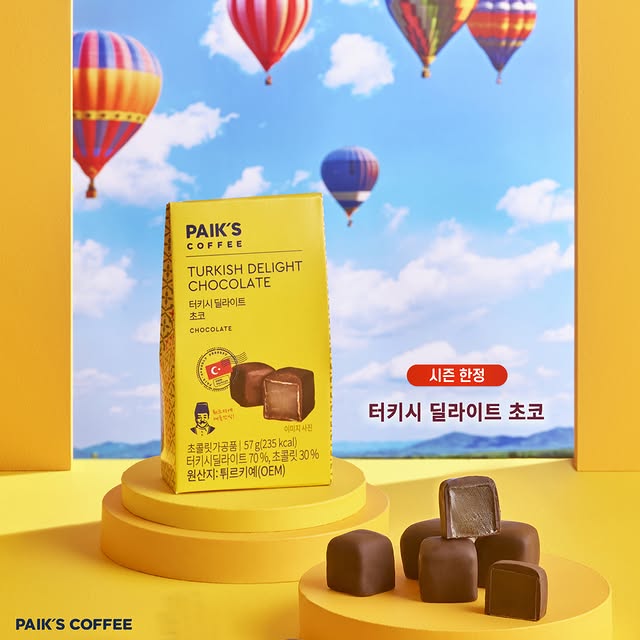 PAIK'S
COFFEE
TURKISH DELIGHT
CHOCOLATE
터키시 딜라이트
초코
CHOCOLATE
이미지 사진
초콜릿가공품 | 57 g(235 kcal)
터키시딜라이트 70 %, 초콜릿 30 %
원산지: 튀르키예(OEM)
시즌 한정
터키시 딜라이트 초코
PAIK'S COFFEE